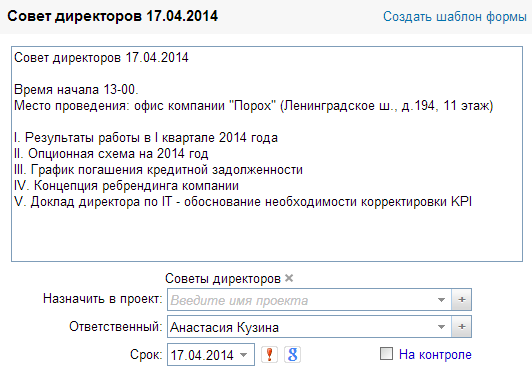 Совет директоров 17.04.2014
Создать шаблон формы
Совет директоров 17.04.2014
Время начала 13-00.
Место проведения: офис компании "Порох" (Ленинградское ш., д.194, 11 этаж)
I. Результаты работы в I квартале 2014 года
II. Опционная схема на 2014 год
III. График погашения кредитной задолженности
IV. Концепция ребрендинга компании
V. Доклад директора по IT - обоснование необходимости корректировки KPI
Советы директоров ×
Назначить в проект: Введите имя проекта +
Ответственный: Анастасия Кузина +
Срок: 17.04.2014 ! 8 На контроле